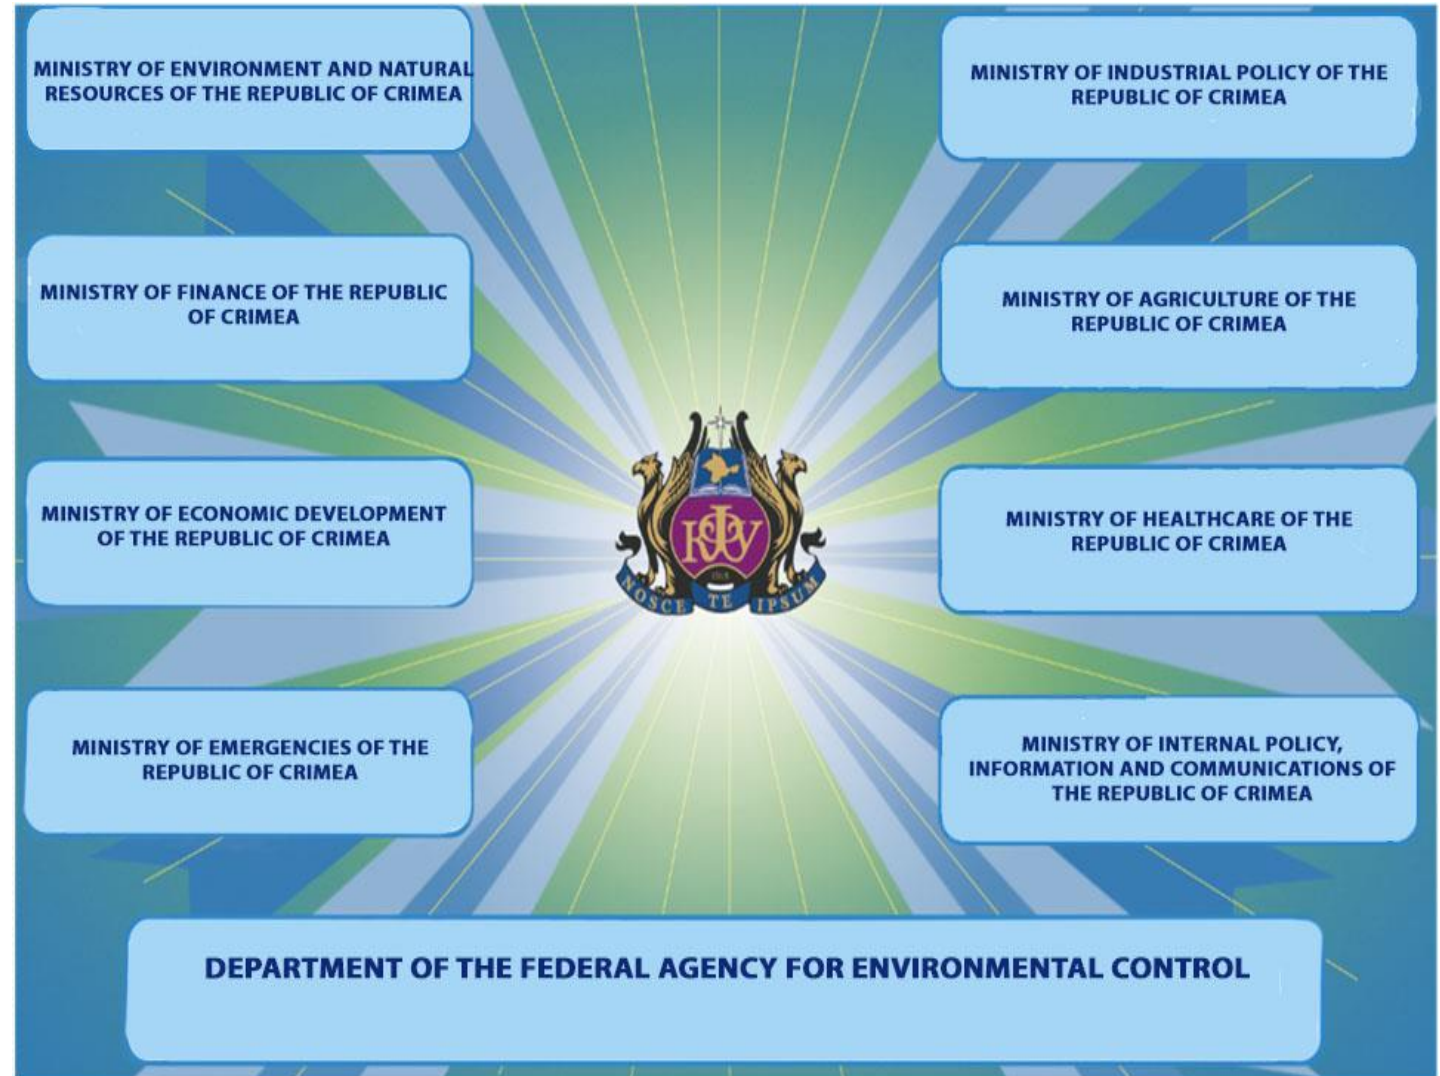 MINISTRY OF ENVIRONMENT AND NATURAL
RESOURCES OF THE REPUBLIC OF CRIMEA
MINISTRY OF INDUSTRIAL POLICY OF THE
REPUBLIC OF CRIMEA
MINISTRY OF FINANCE OF THE REPUBLIC
OF CRIMEA
MINISTRY OF AGRICULTURE OF THE
REPUBLIC OF CRIMEA
MINISTRY OF ECONOMIC DEVELOPMENT
OF THE REPUBLIC OF CRIMEA
MINISTRY OF HEALTHCARE OF THE
REPUBLIC OF CRIMEA
КФУ
NOSCE TE IPSUM
MINISTRY OF EMERGENCIES OF THE
REPUBLIC OF CRIMEA
MINISTRY OF INTERNAL POLICY,
INFORMATION AND COMMUNICATIONS OF
THE REPUBLIC OF CRIMEA
DEPARTMENT OF THE FEDERAL AGENCY FOR ENVIRONMENTAL CONTROL